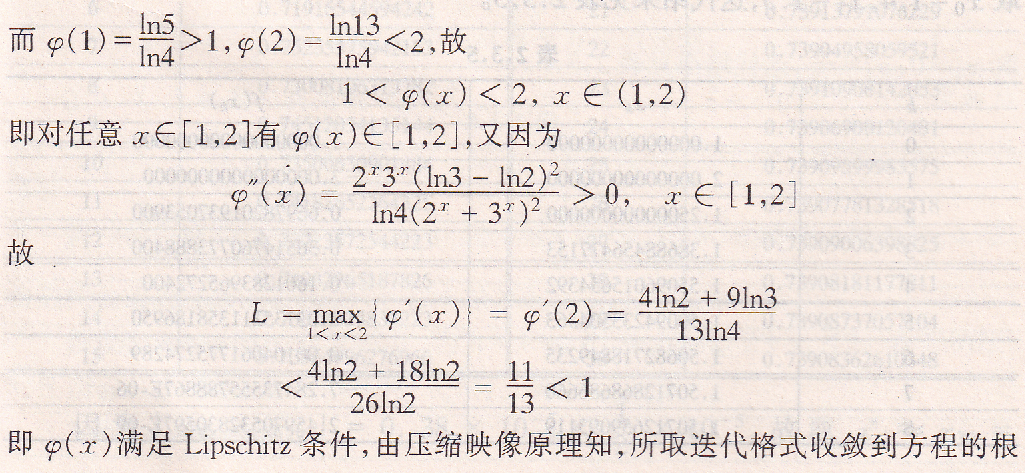 而 φ(1) = ln5/ln4 > 1, φ(2) = ln13/ln4 < 2, 故
1 < φ(x) < 2, x ∈ (1,2)
即对任意 x∈[1,2]有 φ(x)∈[1,2],又因为
φ″(x) = 2^x 3^x (ln3 − ln2)^2 / ln4(2^x + 3^x)^2 > 0, x ∈ [1,2]
故
L = max_{1<x<2} {φ′(x)} = φ′(2) = (4ln2 + 9ln3)/(13ln4)
< (4ln2 + 18ln2)/(26ln2) = 11/13 < 1
即 φ(x)满足 Lipschitz 条件,由压缩映像原理知,所取迭代格式收敛到方程的根